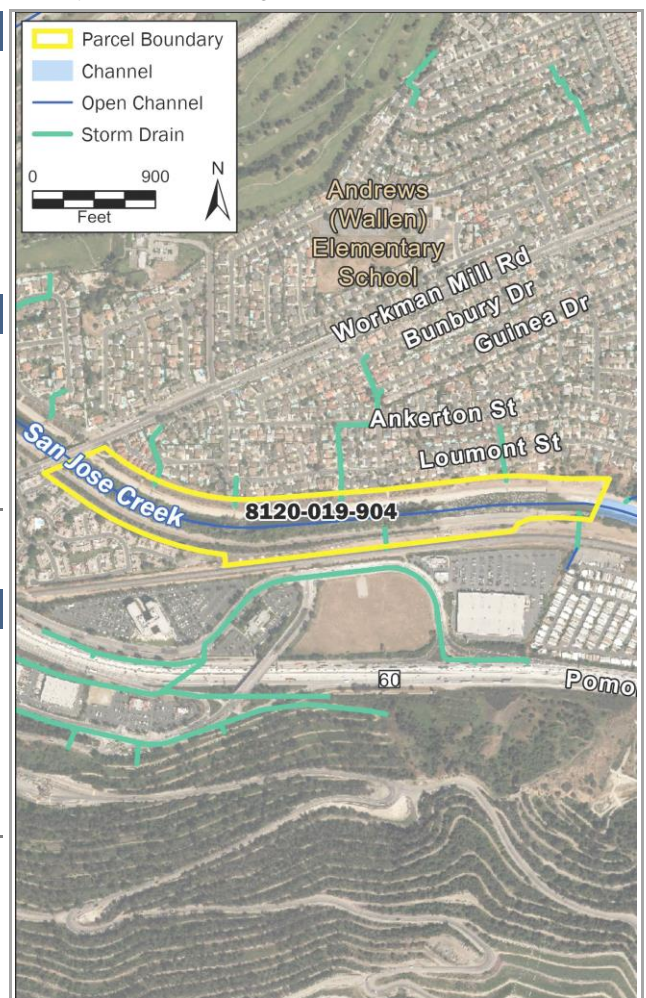 Parcel Boundary
Channel
Open Channel
Storm Drain
0 900
Feet
N
Andrews
(Wallen)
Elementary
School
Workman Mill Rd
Bunbury Dr
Guinea Dr
Ankerton St
Loumont St
San Jose Creek
8120-019-904
60
Pomo